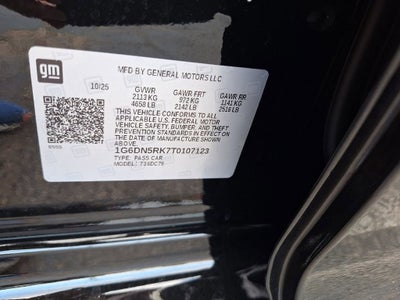 gm
MFD BY GENERAL MOTORS LLC
10/25 GVWR GAWR FRT GAWR RR
2113 KG 972 KG 1141 KG
4658 LB 2142 LB 2516 LB
THIS VEHICLE CONFORMS TO ALL
APPLICABLE U.S. FEDERAL MOTOR
VEHICLE SAFETY, BUMPER, AND THEFT
PREVENTION STANDARDS IN EFFECT ON
THE DATE OF MANUFACTURE SHOWN ABOVE.
1G6DN5RK7T0107123
TYPE: PASS CAR
MODEL: T6DC79